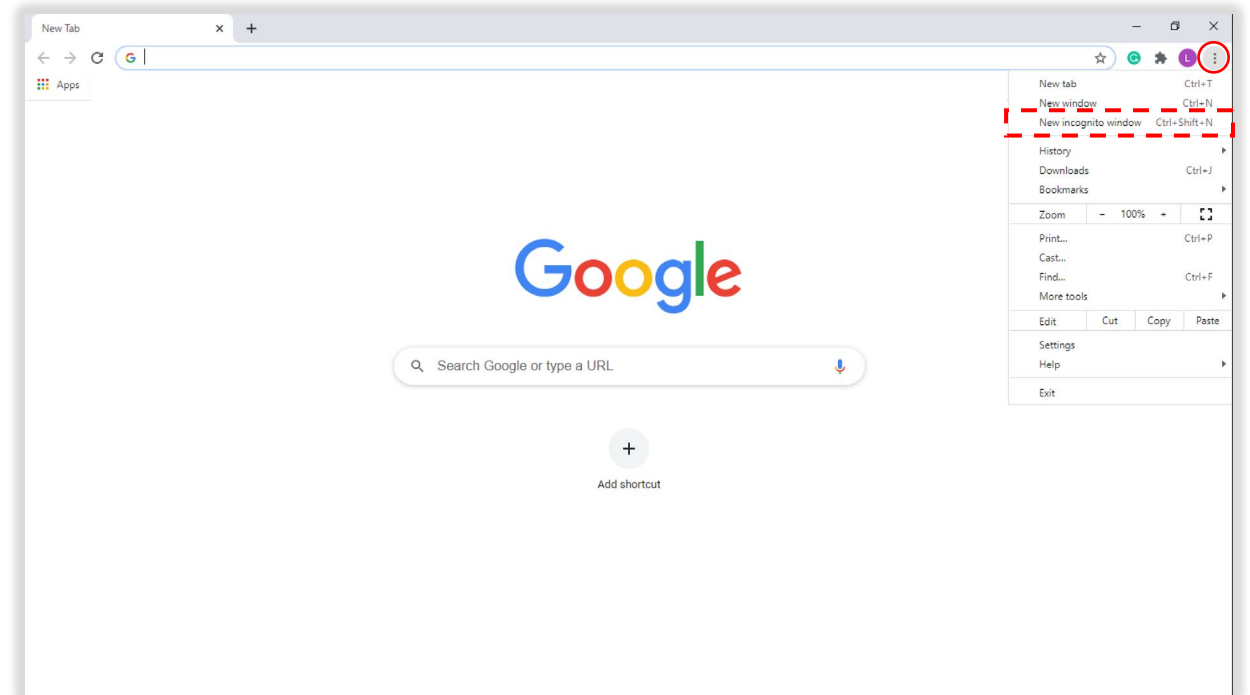 New Tab
Apps
New tab Ctrl+T
New window Ctrl+N
New incognito window Ctrl+Shift+N
History
Downloads Ctrl+J
Bookmarks
Zoom - 100% +
Print... Ctrl+P
Cast...
Find... Ctrl+F
More tools
Edit Cut Copy Paste
Settings
Help
Exit
Google
Search Google or type a URL
Add shortcut
L